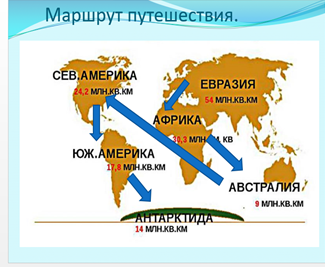 Маршрут путешествия.
СЕВ.АМЕРИКА
24,2 МЛН.КВ.КМ
ЕВРАЗИЯ
54 МЛН.КВ.КМ
АФРИКА
КВ
ЮЖ.АМЕРИКА
17,8 МЛН.КВ.КМ
АВСТРАЛИЯ
9 МЛН.КВ.КМ
АНТАРКТИДА
14 МЛН.КВ.КМ